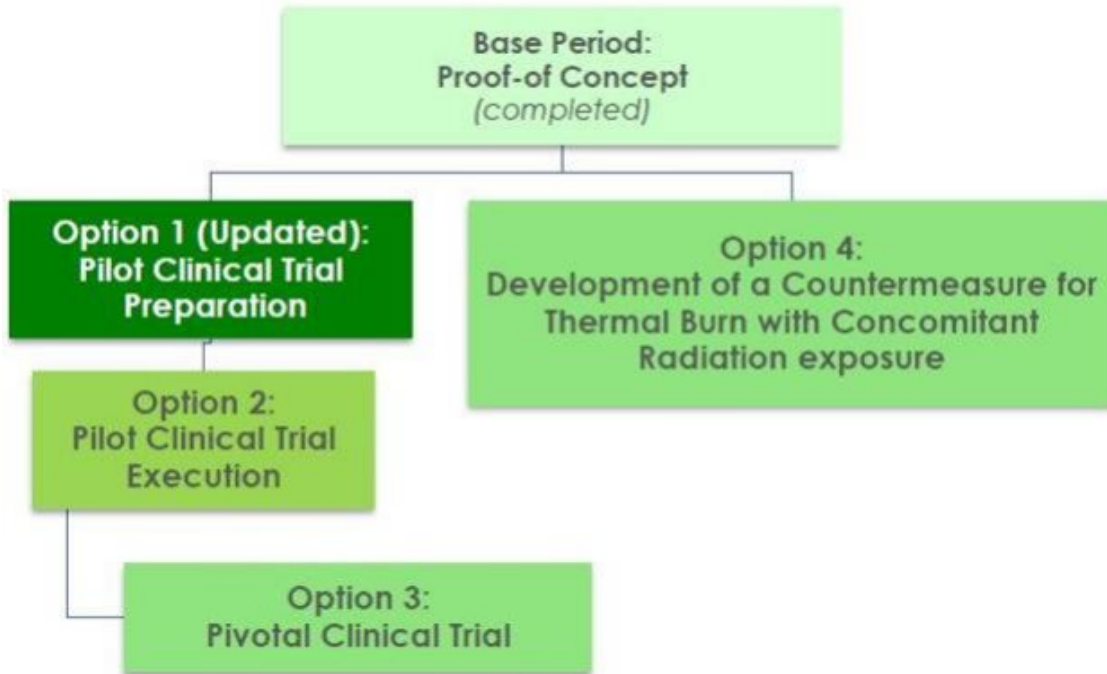 Base Period:
Proof-of Concept
(completed)
Option 1 (Updated):
Pilot Clinical Trial
Preparation
Option 4:
Development of a Countermeasure for
Thermal Burn with Concomitant
Radiation exposure
Option 2:
Pilot Clinical Trial
Execution
Option 3:
Pivotal Clinical Trial